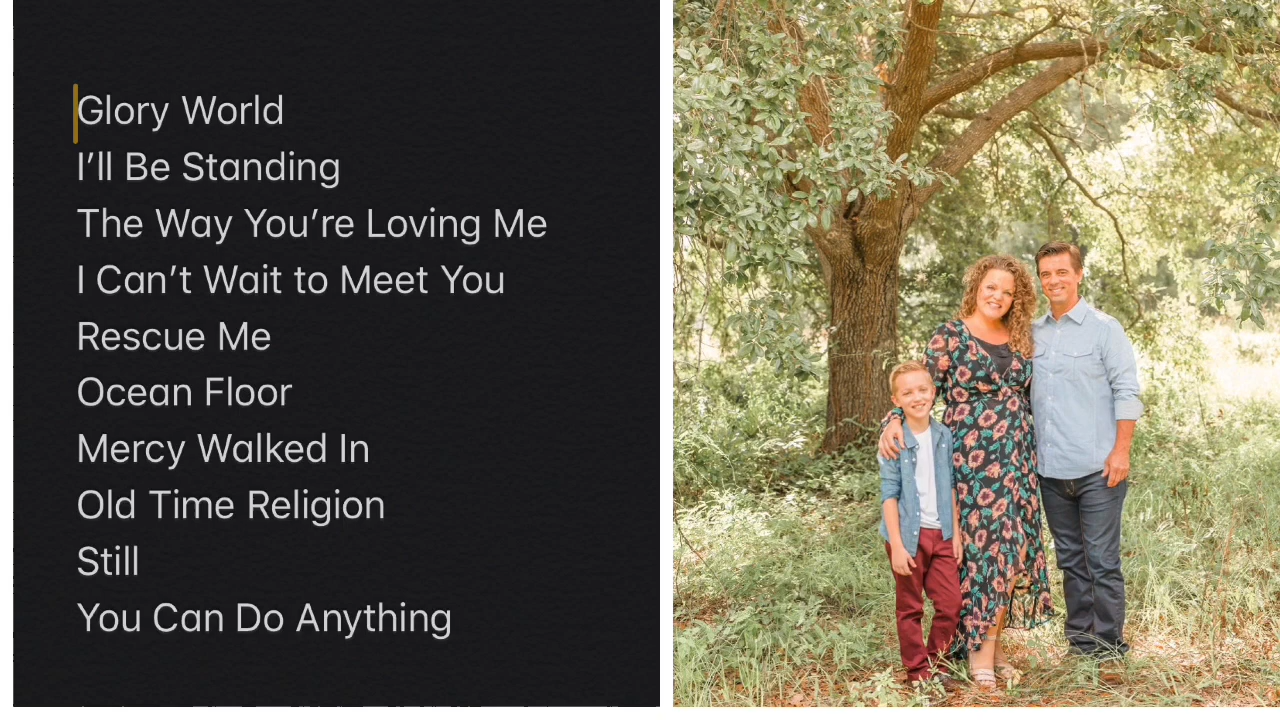 Glory World
I’ll Be Standing
The Way You’re Loving Me
I Can’t Wait to Meet You
Rescue Me
Ocean Floor
Mercy Walked In
Old Time Religion
Still
You Can Do Anything